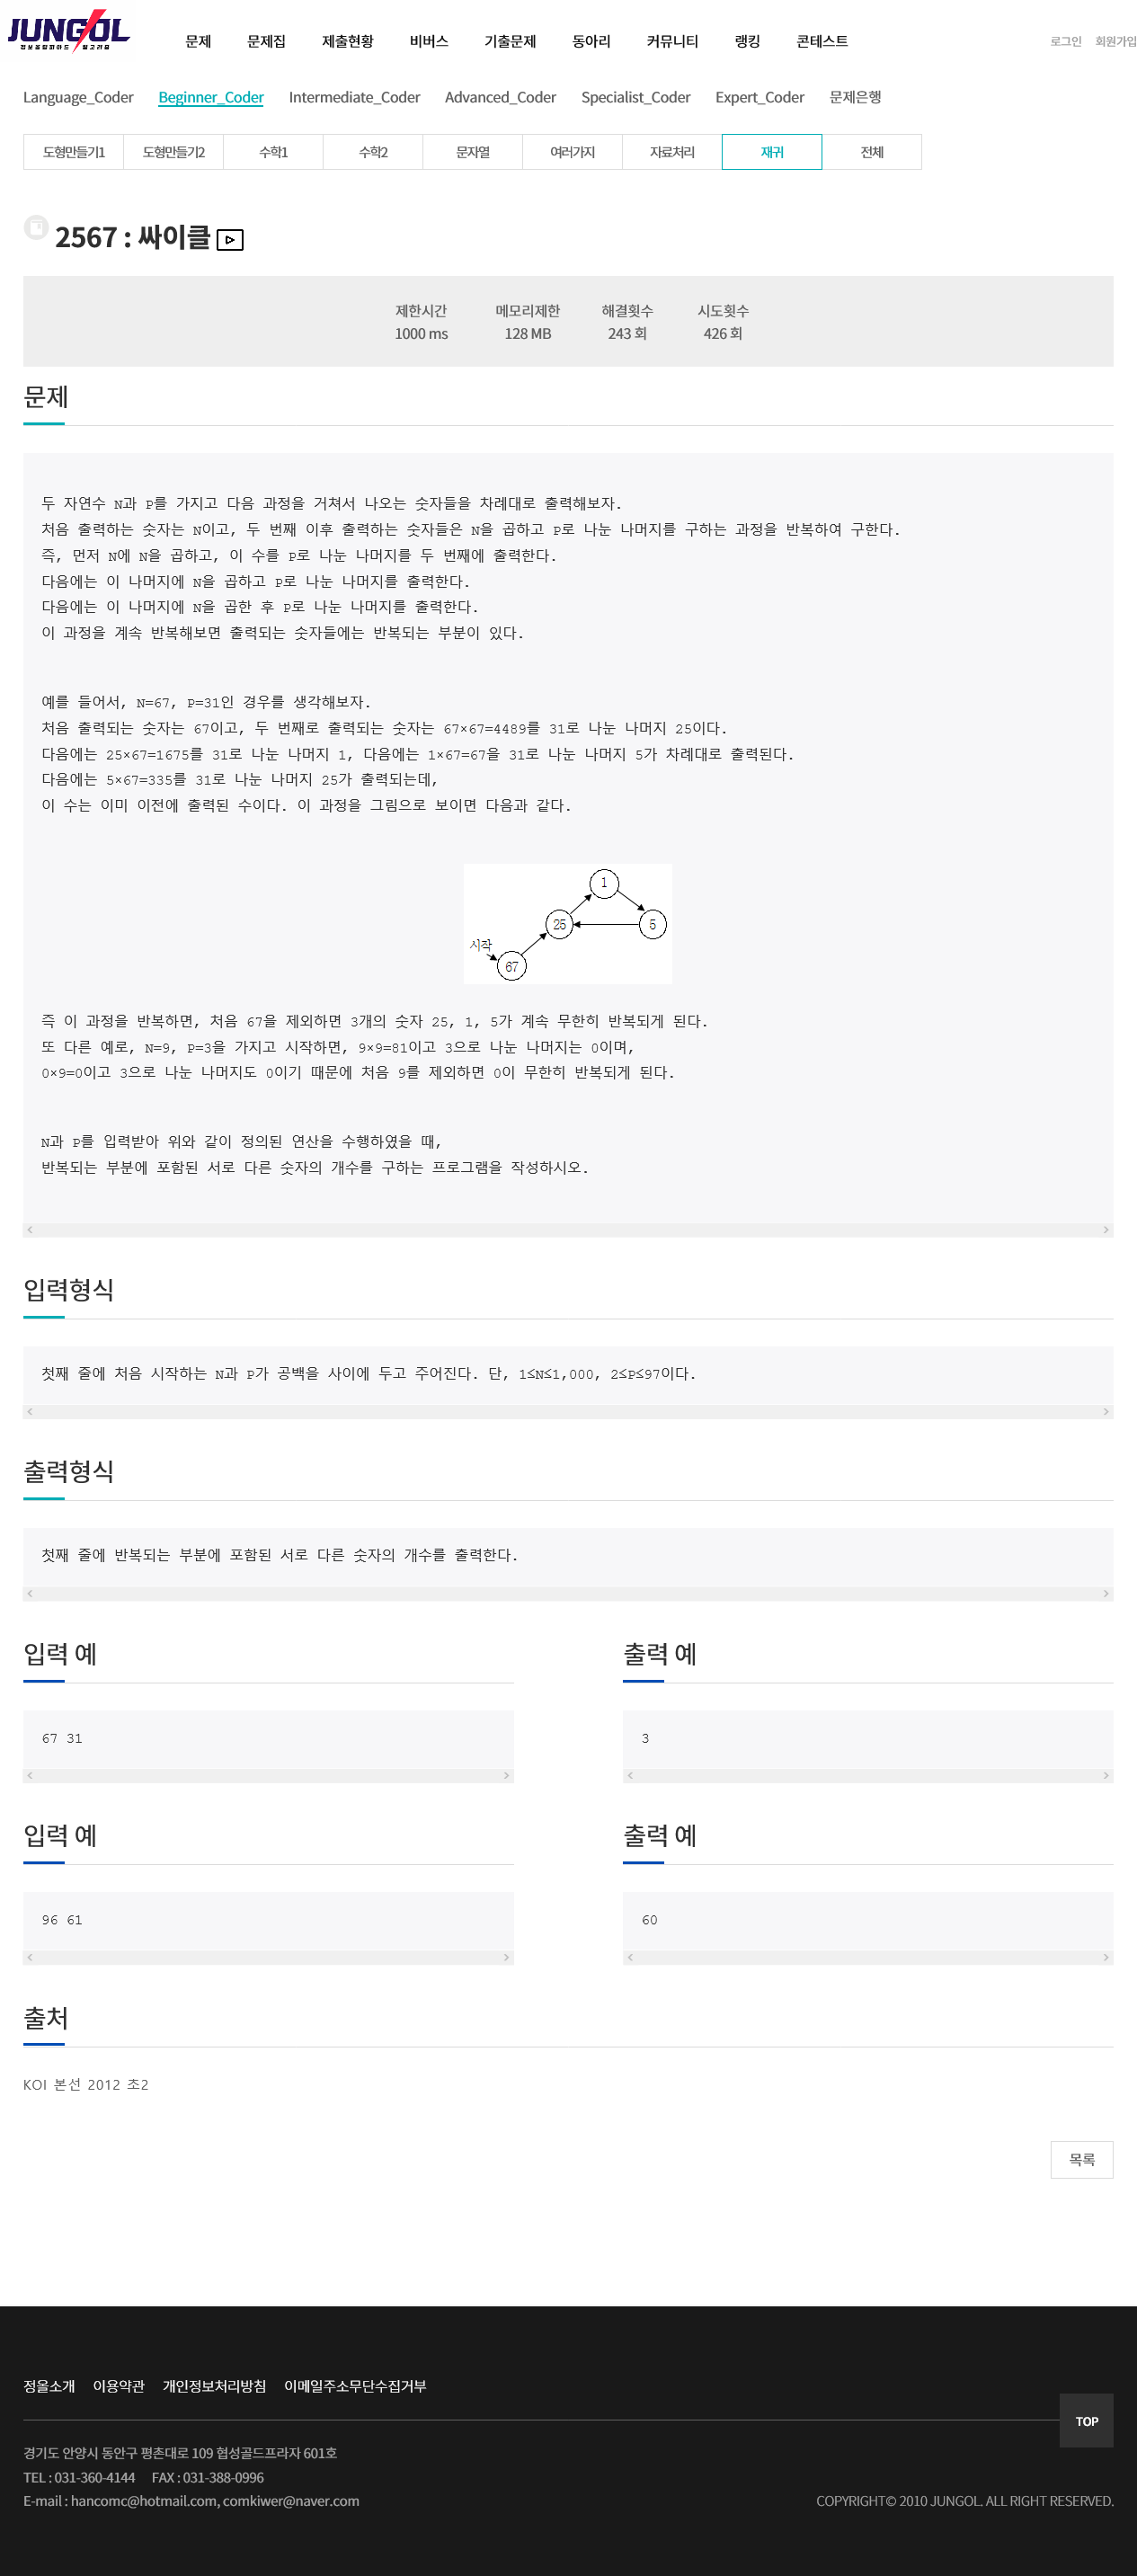 JUNGOL
정보올림피아드 알고리즘
문제 문제집 제출현황 비버스 기출문제 동아리 커뮤니티 랭킹 콘테스트 로그인 회원가입
Language_Coder Beginner_Coder Intermediate_Coder Advanced_Coder Specialist_Coder Expert_Coder 문제은행
도형만들기1 도형만들기2 수학1 수학2 문자열 여러가지 자료처리 재귀 전체
2567 : 싸이클
제한시간 메모리제한 해결횟수 시도횟수
1000 ms 128 MB 243 회 426 회
문제
두 자연수 N과 P를 가지고 다음 과정을 거쳐서 나오는 숫자들을 차례대로 출력해보자.
처음 출력하는 숫자는 N이고, 두 번째 이후 출력하는 숫자들은 N을 곱하고 P로 나눈 나머지를 구하는 과정을 반복하여 구한다.
즉, 먼저 N에 N을 곱하고, 이 수를 P로 나눈 나머지를 두 번째에 출력한다.
다음에는 이 나머지에 N을 곱하고 P로 나눈 나머지를 출력한다.
다음에는 이 나머지에 N을 곱한 후 P로 나눈 나머지를 출력한다.
이 과정을 계속 반복해보면 출력되는 숫자들에는 반복되는 부분이 있다.
예를 들어서, N=67, P=31인 경우를 생각해보자.
처음 출력되는 숫자는 67이고, 두 번째로 출력되는 숫자는 67×67=4489를 31로 나눈 나머지 25이다.
다음에는 25×67=1675를 31로 나눈 나머지 1, 다음에는 1×67=67을 31로 나눈 나머지 5가 차례대로 출력된다.
다음에는 5×67=335를 31로 나눈 나머지 25가 출력되는데,
이 수는 이미 이전에 출력된 수이다. 이 과정을 그림으로 보이면 다음과 같다.
1
25 5
시작
67
즉 이 과정을 반복하면, 처음 67을 제외하면 3개의 숫자 25, 1, 5가 계속 무한히 반복되게 된다.
또 다른 예로, N=9, P=3을 가지고 시작하면, 9×9=81이고 3으로 나눈 나머지는 0이며,
0×9=0이고 3으로 나눈 나머지도 0이기 때문에 처음 9를 제외하면 0이 무한히 반복되게 된다.
N과 P를 입력받아 위와 같이 정의된 연산을 수행하였을 때,
반복되는 부분에 포함된 서로 다른 숫자의 개수를 구하는 프로그램을 작성하시오.
입력형식
첫째 줄에 처음 시작하는 N과 P가 공백을 사이에 두고 주어진다. 단, 1≤N≤1,000, 2≤P≤97이다.
출력형식
첫째 줄에 반복되는 부분에 포함된 서로 다른 숫자의 개수를 출력한다.
입력 예 출력 예
67 31 3
입력 예 출력 예
96 61 60
출처
KOI 본선 2012 초2
목록
정올소개 이용약관 개인정보처리방침 이메일주소무단수집거부
TOP
경기도 안양시 동안구 평촌대로 109 협성골드프라자 601호
TEL : 031-360-4144 FAX : 031-388-0996
E-mail : hancomc@hotmail.com, comkiwer@naver.com COPYRIGHT© 2010 JUNGOL. ALL RIGHT RESERVED.